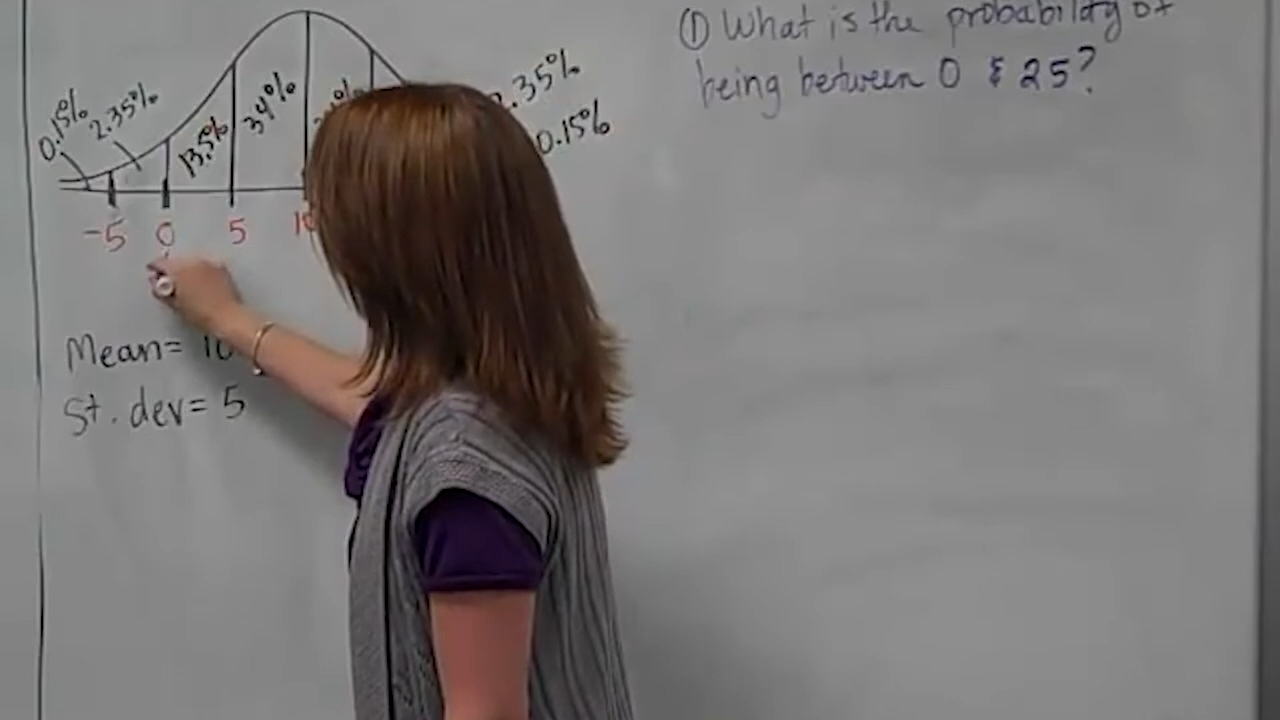 ① What is the probability of
being between 0 & 25?
0.15%
2.35%
13.5%
34%
.35%
0.15%
-5 0 5 10
Mean= 10
St. dev= 5